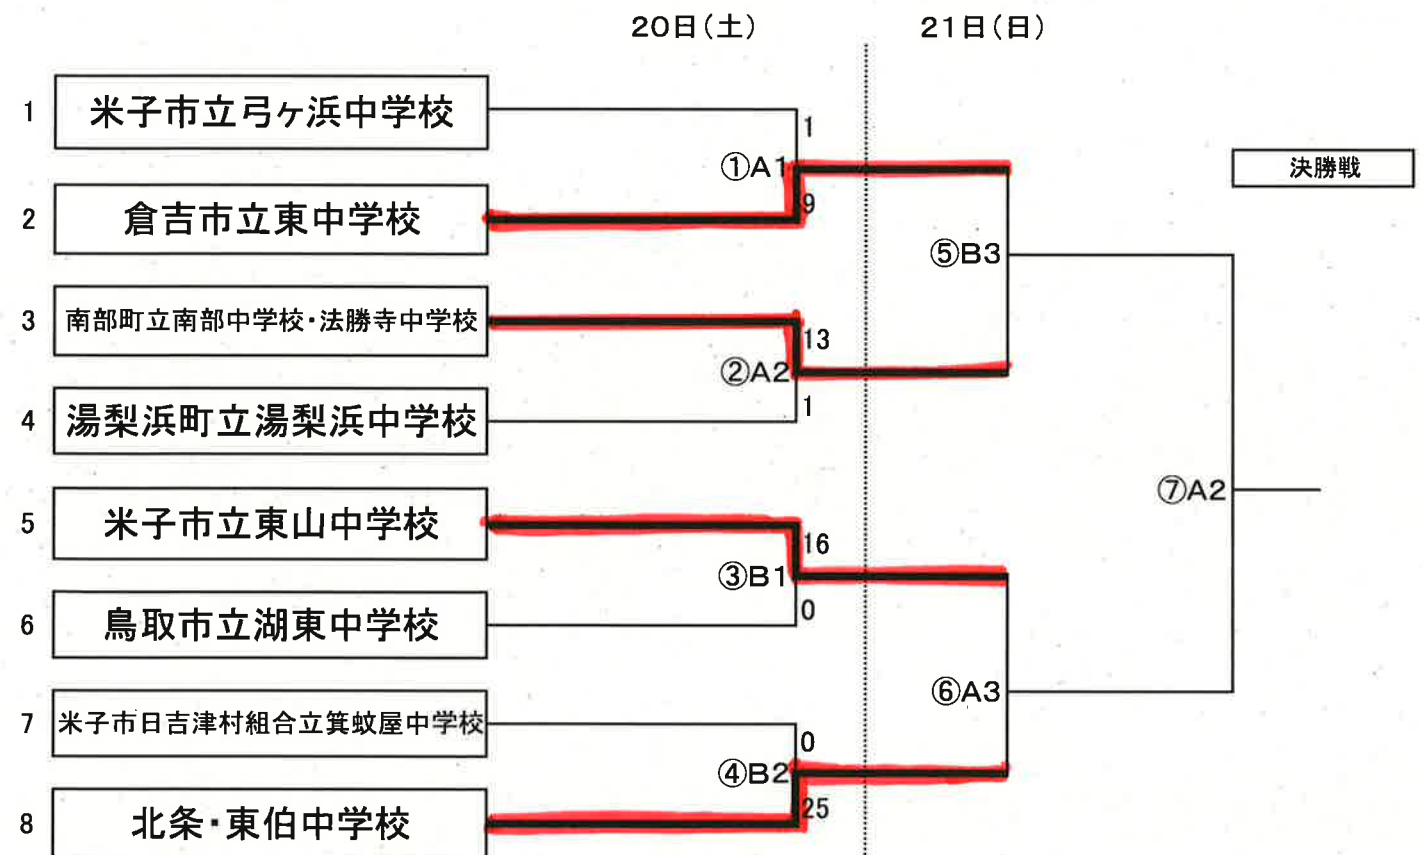 20日(土)
21日(日)
1
米子市立弓ヶ浜中学校
1
①A1
決勝戦
2
倉吉市立東中学校
9
⑤B3
3
南部町立南部中学校・法勝寺中学校
13
②A2
4
湯梨浜町立湯梨浜中学校
1
⑦A2
5
米子市立東山中学校
16
③B1
6
鳥取市立湖東中学校
0
⑥A3
7
米子市日吉津村組合立箕蚊屋中学校
0
④B2
8
北条・東伯中学校
25